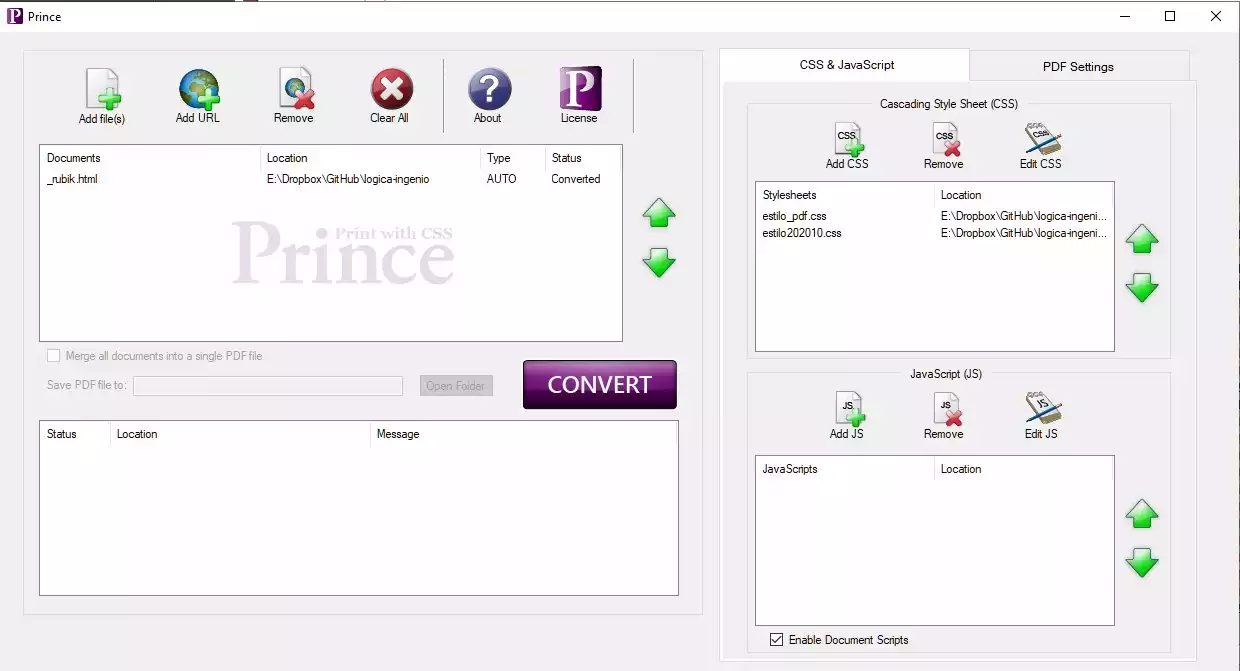 Prince
Add file(s) Add URL Remove Clear All About License
Documents Location Type Status
_rubik.html E:\Dropbox\GitHub\logica-ingenio AUTO Converted
Print with CSS
Prince
Merge all documents into a single PDF file
Save PDF file to: Open Folder
CONVERT
Status Location Message
CSS & JavaScript PDF Settings
Cascading Style Sheet (CSS)
CSS CSS CSS
Add CSS Remove Edit CSS
Stylesheets Location
estilo_pdf.css E:\Dropbox\GitHub\logica-ingeni...
estilo202010.css E:\Dropbox\GitHub\logica-ingeni...
JavaScript (JS)
JS JS JS
Add JS Remove Edit JS
JavaScripts Location
Enable Document Scripts